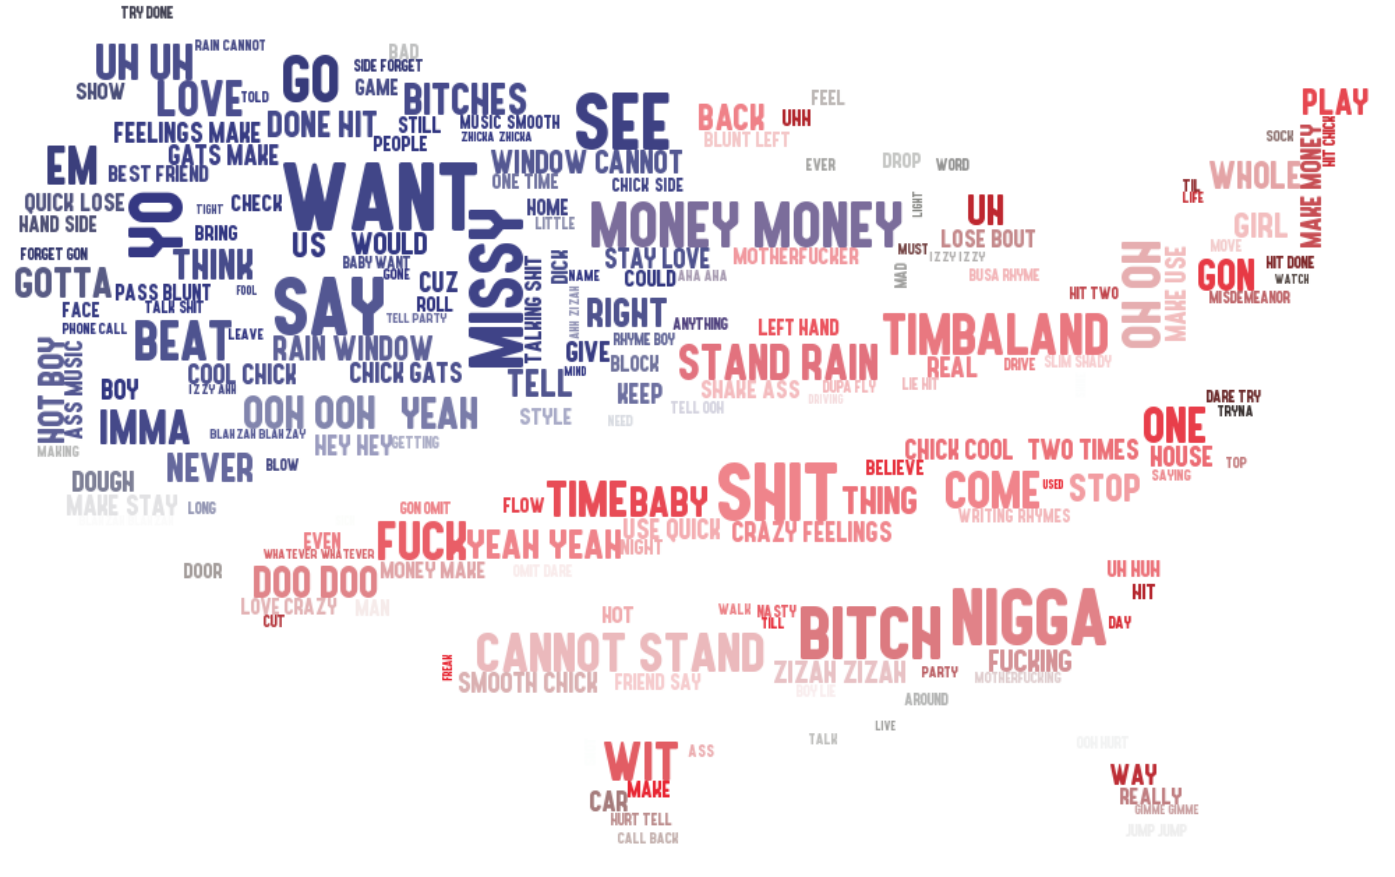 TRY DONE
UH UH
RAIN CANNOT
BAD
SIDE FORGET
GO
SHOW
LOVE
TOLD
GAME
BITCHES
SEE
FEEL
PLAY
FEELINGS MAKE
DONE HIT
STILL
MUSIC SMOOTH
ZHICKA ZHICKA
BACK
UHH
BLUNT LEFT
SOCK
HIT CHICK
MAKE MONEY
PEOPLE
GATS MAKE
EM
BEST FRIEND
WANT
WINDOW CANNOT
ONE TIME
CHICK SIDE
EVER
DROP
WORD
WHOLE
TIL
LIFE
QUICK LOSE
HAND SIDE
YO
TIGHT
CHECK
HOME
LITTLE
MONEY MONEY
LIGHT
UH
LOSE BOUT
GIRL
MOVE
BRING
US
WOULD
MISSY
FORGET GON
THINK
BABY WANT
GONE
DICK
STAY LOVE
MOTHERFUCKER
MUST
IZZY IZZY
GON
HIT DONE
WATCH
GOTTA
PASS BLUNT
FOOL
SAY
CUZ
NAME
COULD
AHA AHA
MAD
BUSA RHYME
OH OH
MAKE USE
MISDEMEANOR
FACE
TALK SHIT
ROLL
TELL PARTY
TALKING SHIT
AHH ZIZAH
RIGHT
ANYTHING
HIT TWO
PHONE CALL
BEAT
LEAVE
LEFT HAND
TIMBALAND
HOT BOY
ASS MUSIC
RAIN WINDOW
GIVE
RHYME BOY
STAND RAIN
REAL
DRIVE
SLIM SHADY
COOL CHICK
IZZY AHH
CHICK GATS
TELL
MIND
BLOCK
BOY
KEEP
SHAKE ASS
DUPA FLY
DRIVING
LIE HIT
IMMA
OOH OOH
YEAH
STYLE
NEED
TELL OOH
DARE TRY
TRYNA
BLAH ZAH BLAH ZAY
HEY HEY
GETTING
ONE
MAKING
NEVER
BLOW
CHICK COOL
TWO TIMES
HOUSE
TOP
DOUGH
SHIT
BELIEVE
SAYING
MAKE STAY
LONG
GON OMIT
FLOW
TIME
BABY
THING
COME
USED
STOP
WRITING RHYMES
EVEN
WHATEVER WHATEVER
FUCK
YEAH YEAH
USE QUICK
NIGHT
CRAZY FEELINGS
DOOR
DOO DOO
MONEY MAKE
OMIT DARE
UH HUH
HIT
LOVE CRAZY
MAN
CUT
HOT
WALK
NASTY
TILL
BITCH
NIGGA
DAY
CANNOT STAND
FREAK
SMOOTH CHICK
FRIEND SAY
ZIZAH ZIZAH
BOY LIE
PARTY
FUCKING
MOTHERFUCKING
AROUND
LIVE
TALK
WIT
ASS
OOH HURT
MAKE
CAR
HURT TELL
CALL BACK
WAY
REALLY
GIMME GIMME
JUMP JUMP